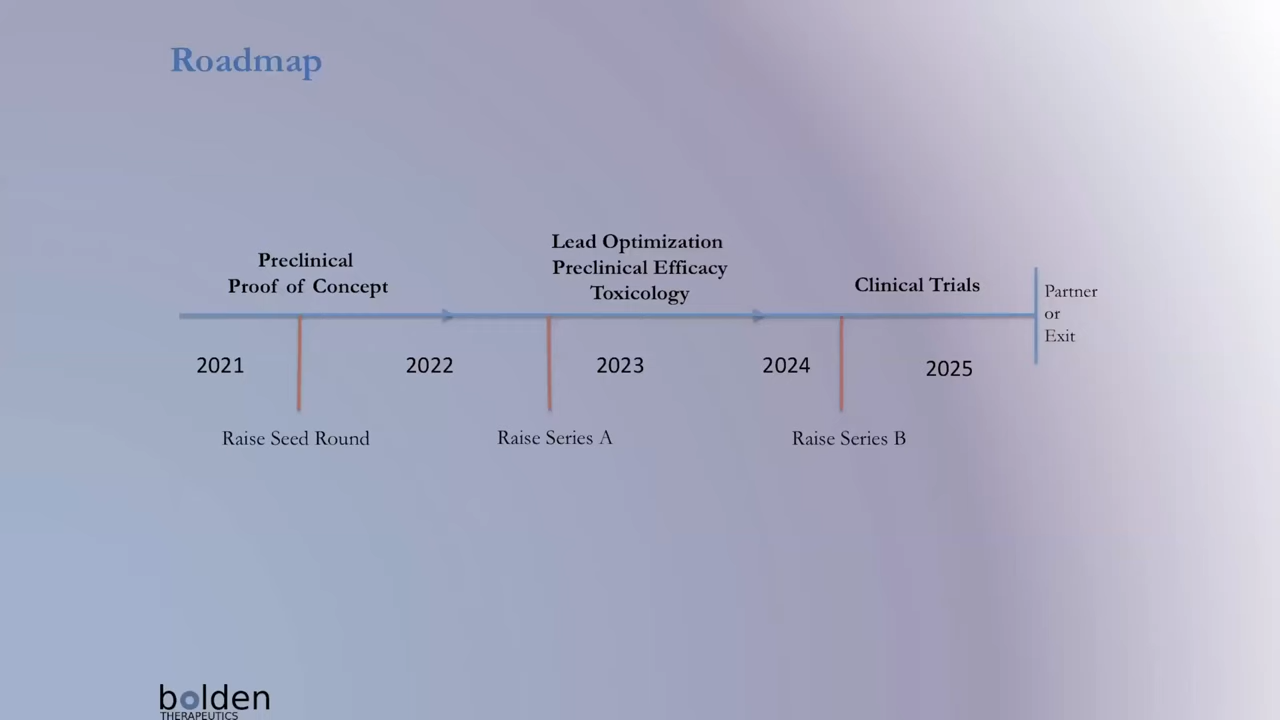 Roadmap
Preclinical
Proof of Concept
Lead Optimization
Preclinical Efficacy
Toxicology
Clinical Trials
Partner
or
Exit
2021
2022
2023
2024
2025
Raise Seed Round
Raise Series A
Raise Series B
bolden
THERAPEUTICS